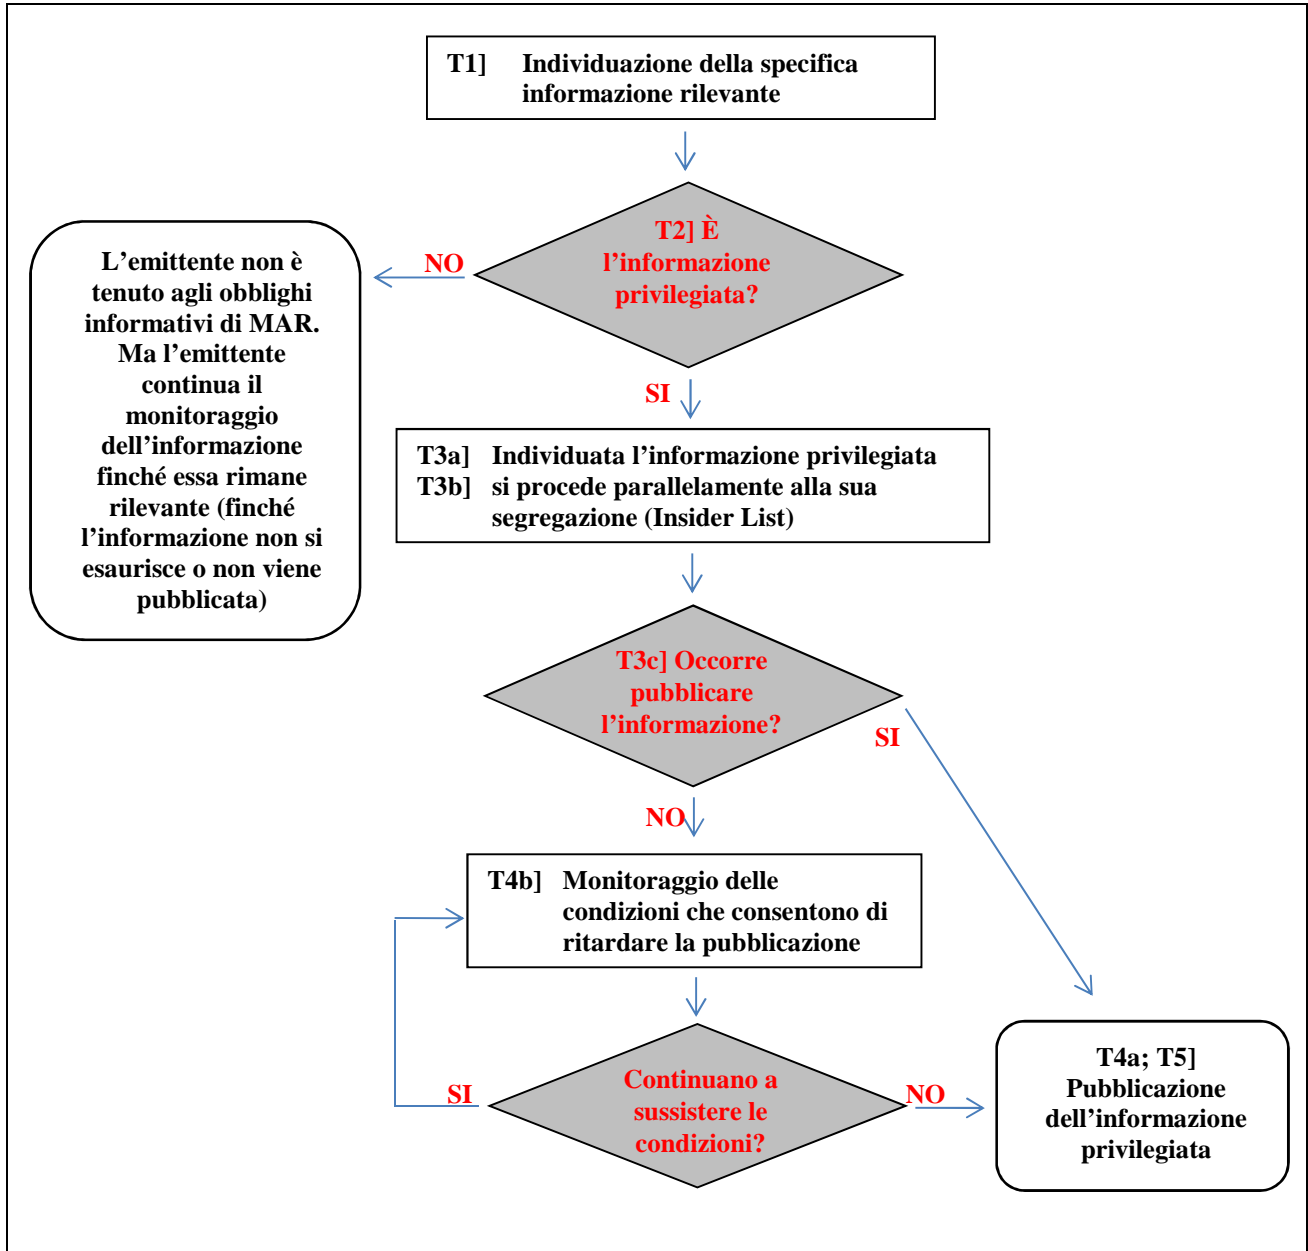 T1] Individuazione della specifica
informazione rilevante
T2] È
l’informazione
privilegiata?
NO
L’emittente non è
tenuto agli obblighi
informativi di MAR.
Ma l’emittente
continua il
monitoraggio
dell’informazione
finché essa rimane
rilevante (finché
l’informazione non si
esaurisce o non viene
pubblicata)
SI
T3a] Individuata l’informazione privilegiata
T3b] si procede parallelamente alla sua
segregazione (Insider List)
T3c] Occorre
pubblicare
l’informazione?
SI
NO
T4b] Monitoraggio delle
condizioni che consentono di
ritardare la pubblicazione
Continuano a
sussistere le
condizioni?
SI
NO
T4a; T5]
Pubblicazione
dell’informazione
privilegiata